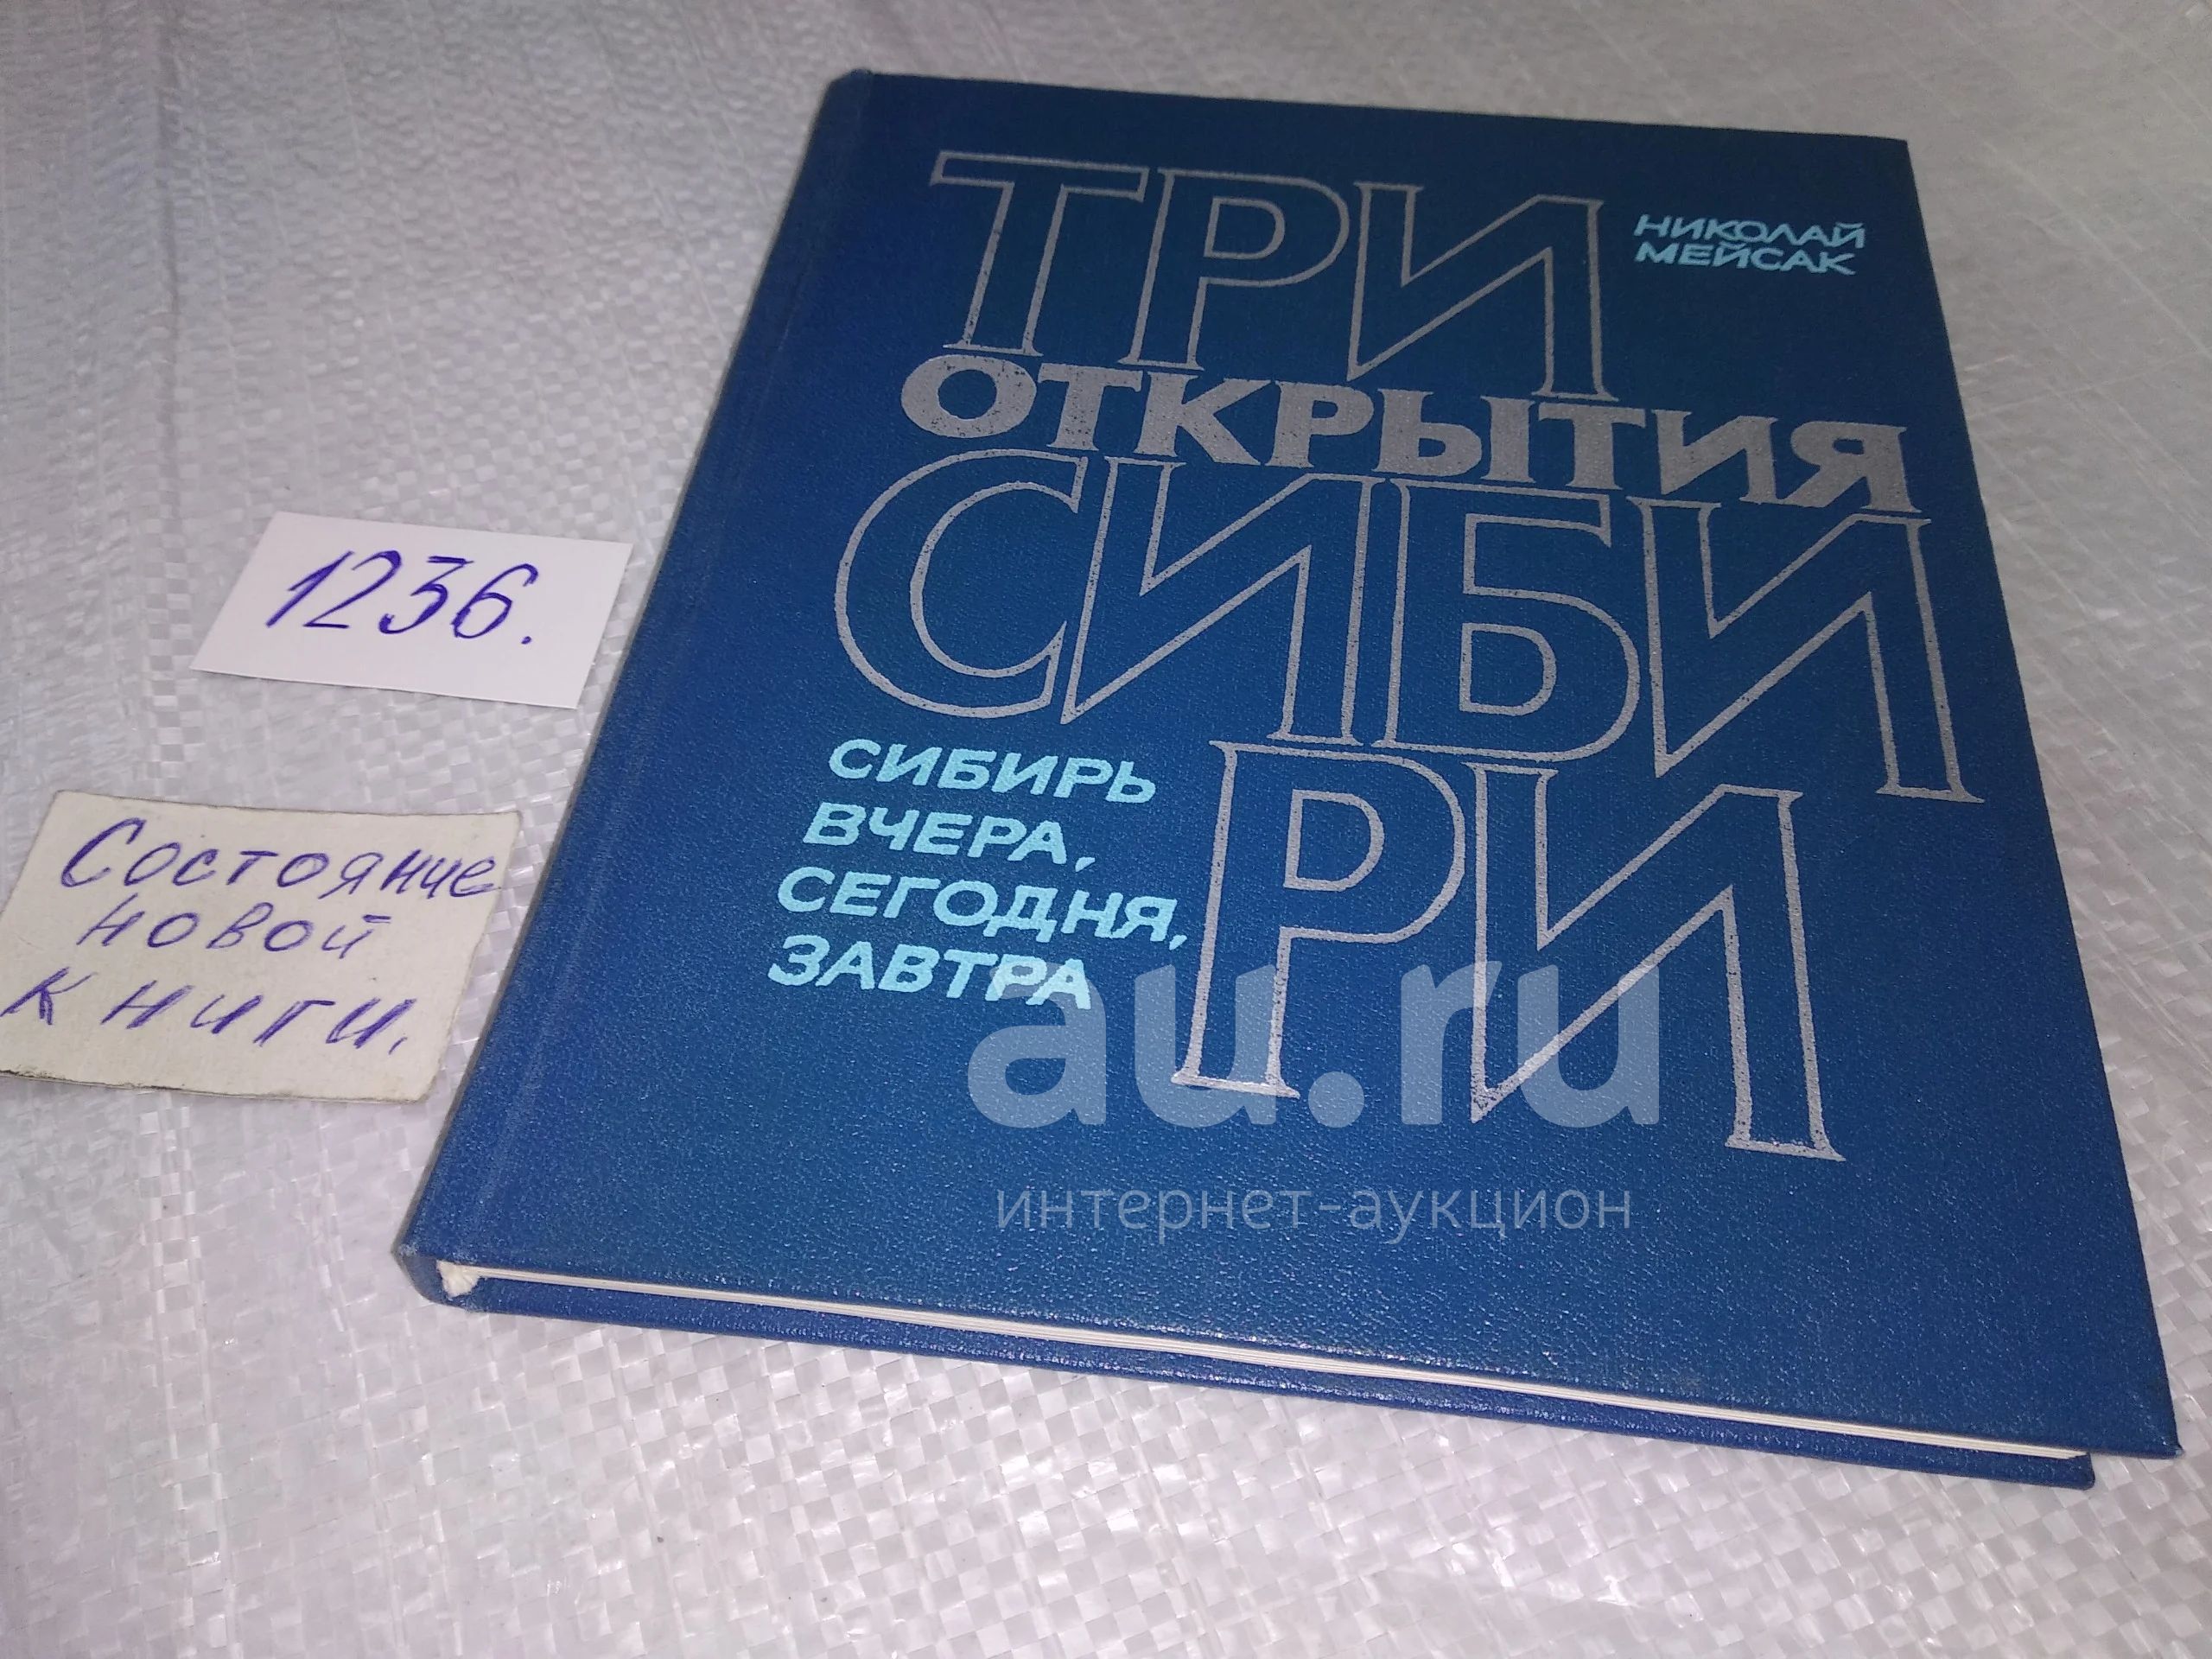 ТРИ
НИКОЛАЙ
МЕЙСАК
ОТКРЫТИЯ
СИБИ
РИ
СИБИРЬ
ВЧЕРА,
СЕГОДНЯ,
ЗАВТРА
1236.
Состояние
новой
книги.
au.ru
интернет-аукцион